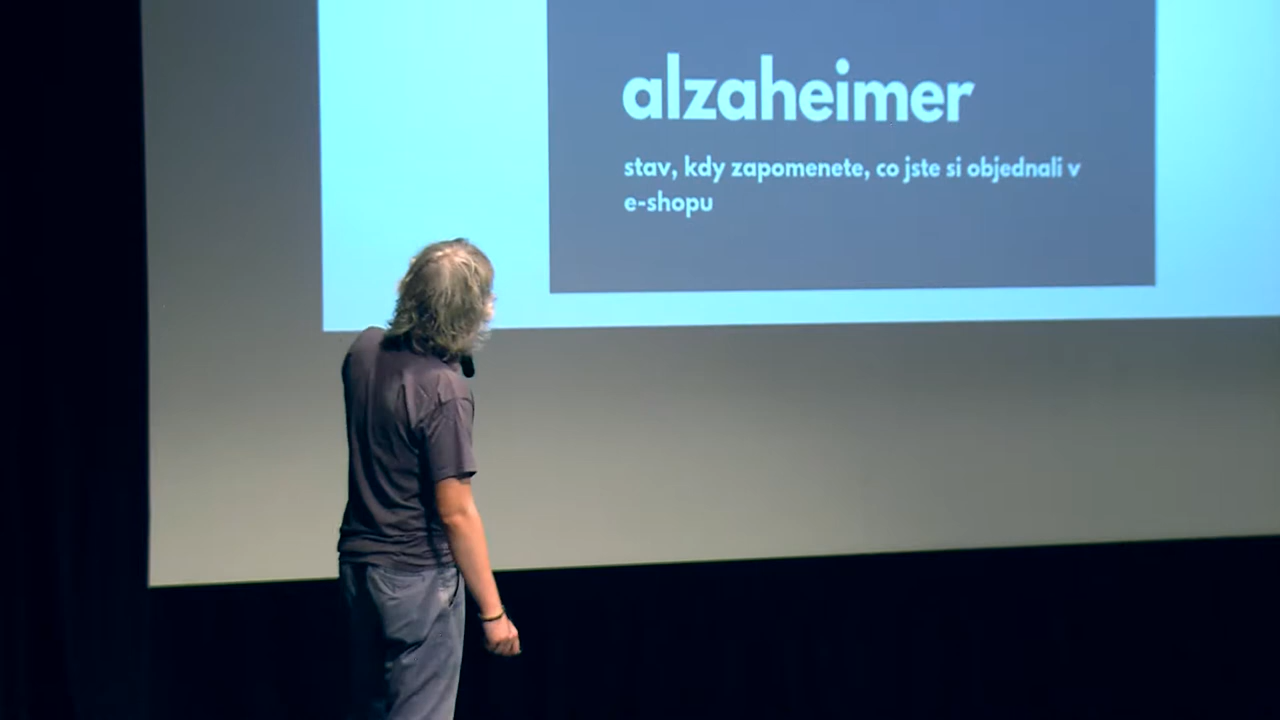 alzaheimer
stav, kdy zapomenete, co jste si objednali v
e-shopu